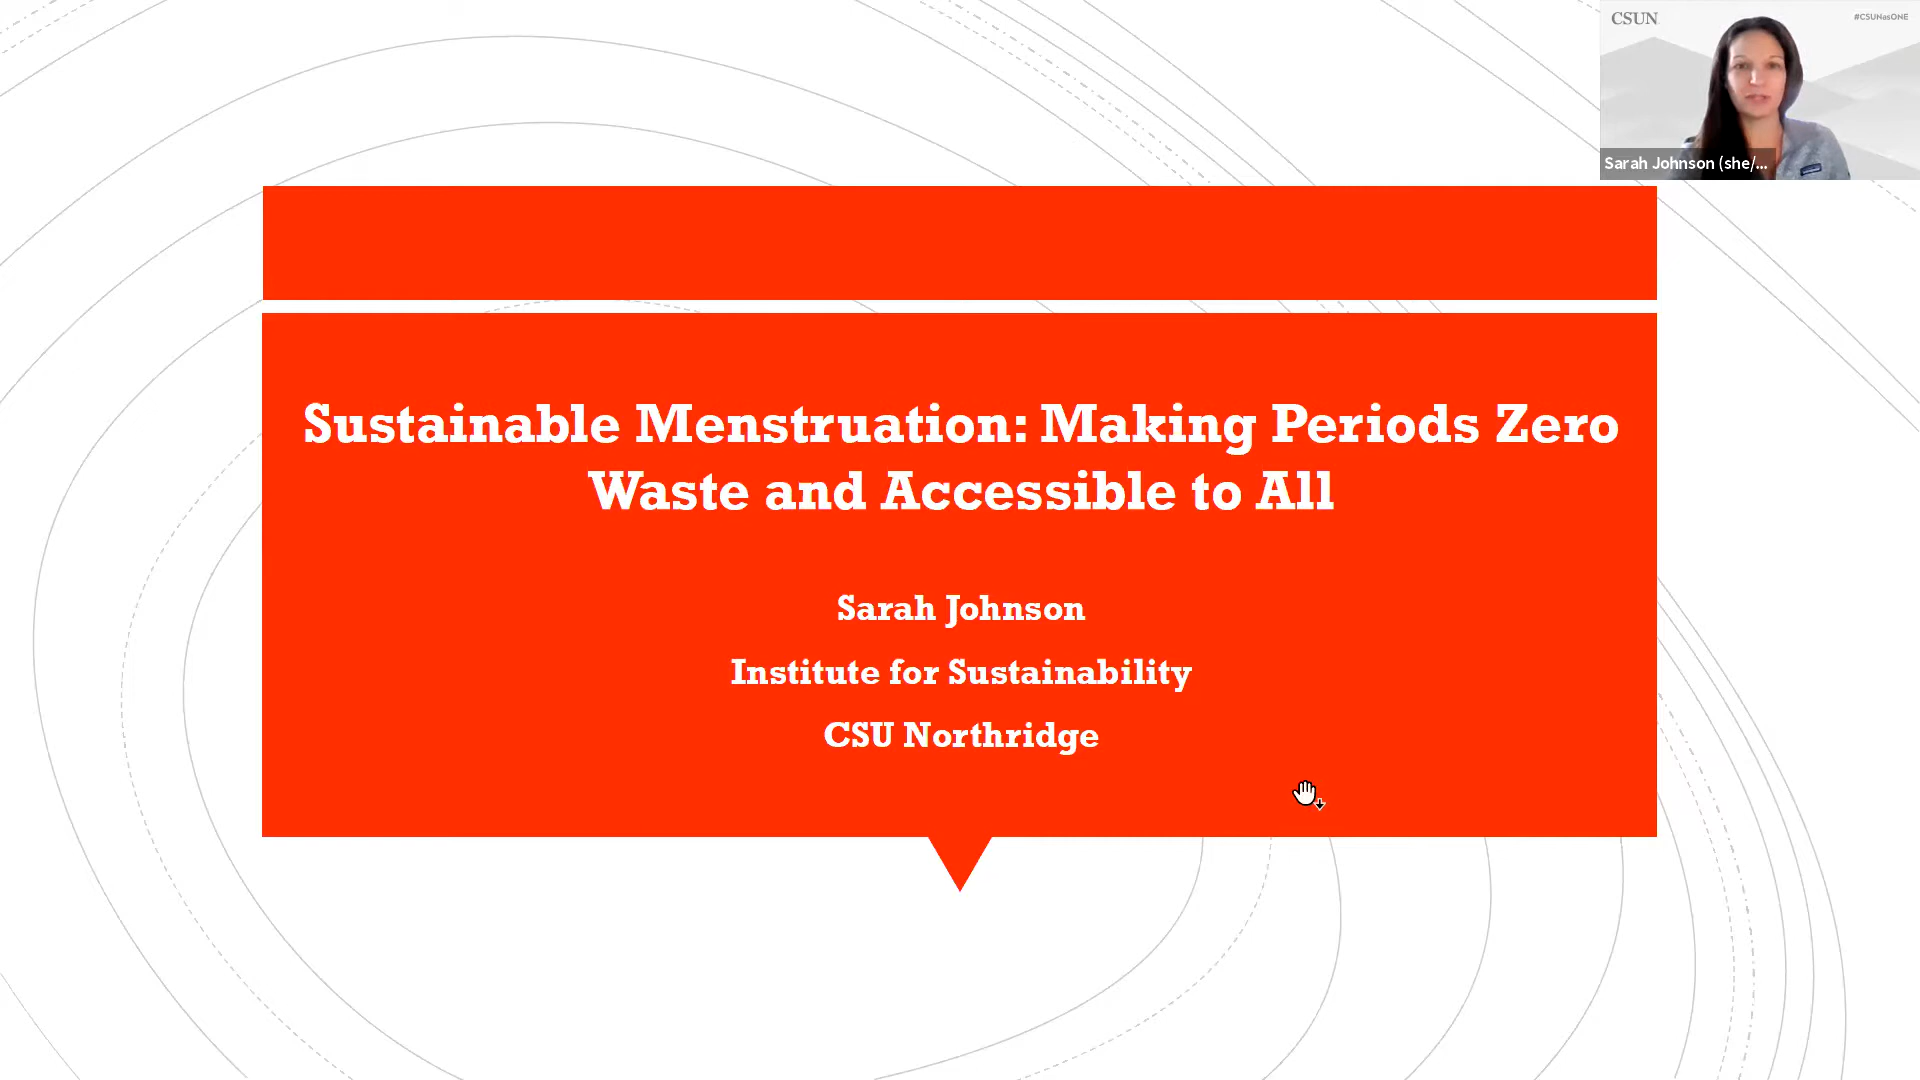 CSUN
#CSUNasONE
Sarah Johnson (she/...
Sustainable Menstruation: Making Periods Zero
Waste and Accessible to All
Sarah Johnson
Institute for Sustainability
CSU Northridge